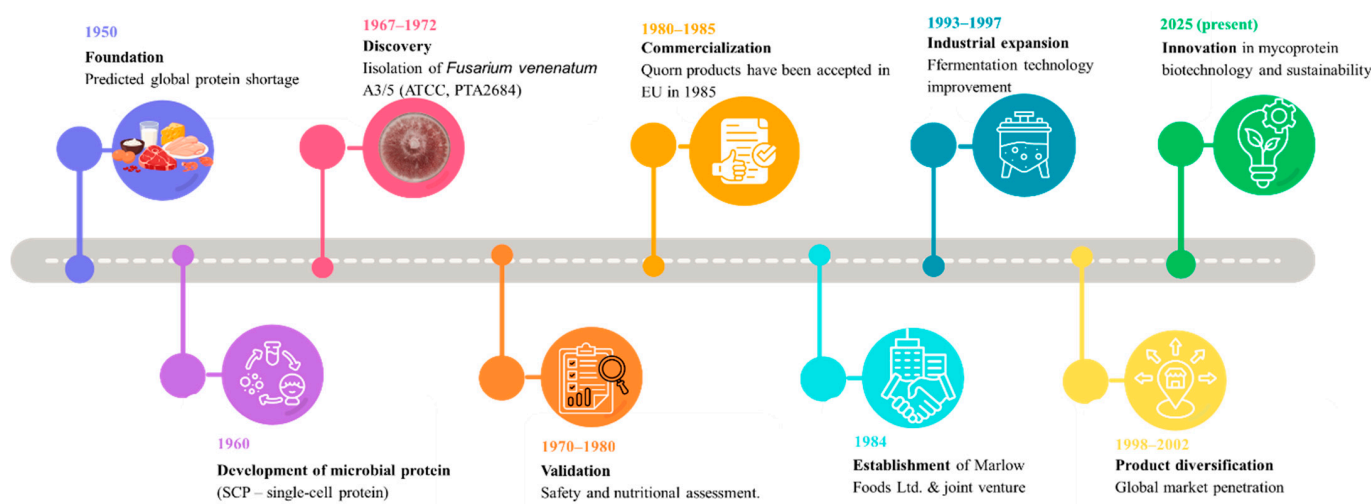 1950
Foundation
Predicted global protein shortage
1967–1972
Discovery
Iisolation of Fusarium venenatum
A3/5 (ATCC, PTA2684)
1980–1985
Commercialization
Quorn products have been accepted in
EU in 1985
1993–1997
Industrial expansion
Ffermentation technology
improvement
2025 (present)
Innovation in mycoprotein
biotechnology and sustainability
1960
Development of microbial protein
(SCP – single-cell protein)
1970–1980
Validation
Safety and nutritional assessment.
1984
Establishment of Marlow
Foods Ltd. & joint venture
1998–2002
Product diversification
Global market penetration